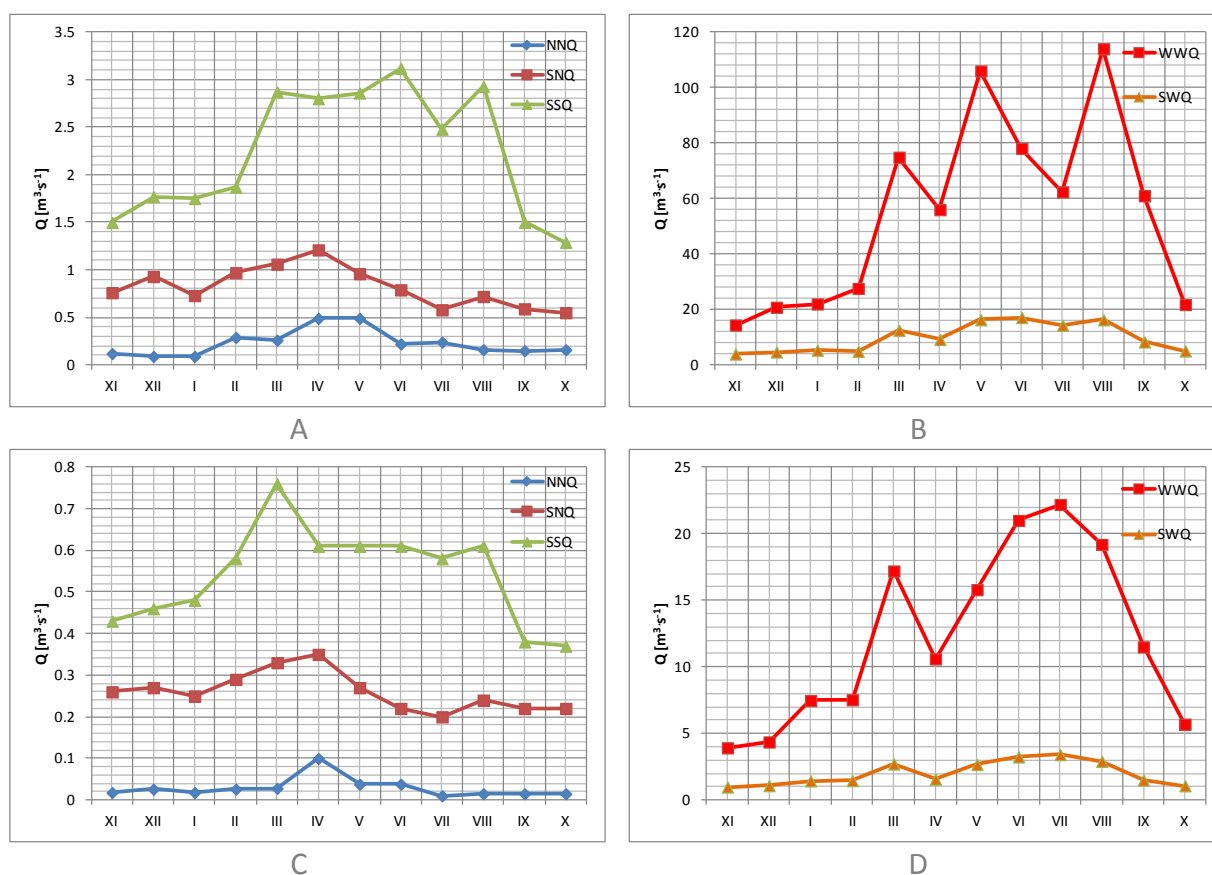 3.5
3
2.5
2
1.5
1
0.5
0
Q [m³·s⁻¹]
XI XII I II III IV V VI VII VIII IX X
NNQ
SNQ
SSQ
A
120
100
80
60
40
20
0
Q [m³·s⁻¹]
XI XII I II III IV V VI VII VIII IX X
WWQ
SWQ
B
0.8
0.7
0.6
0.5
0.4
0.3
0.2
0.1
0
Q [m³·s⁻¹]
XI XII I II III IV V VI VII VIII IX X
NNQ
SNQ
SSQ
C
25
20
15
10
5
0
Q [m³·s⁻¹]
XI XII I II III IV V VI VII VIII IX X
WWQ
SWQ
D